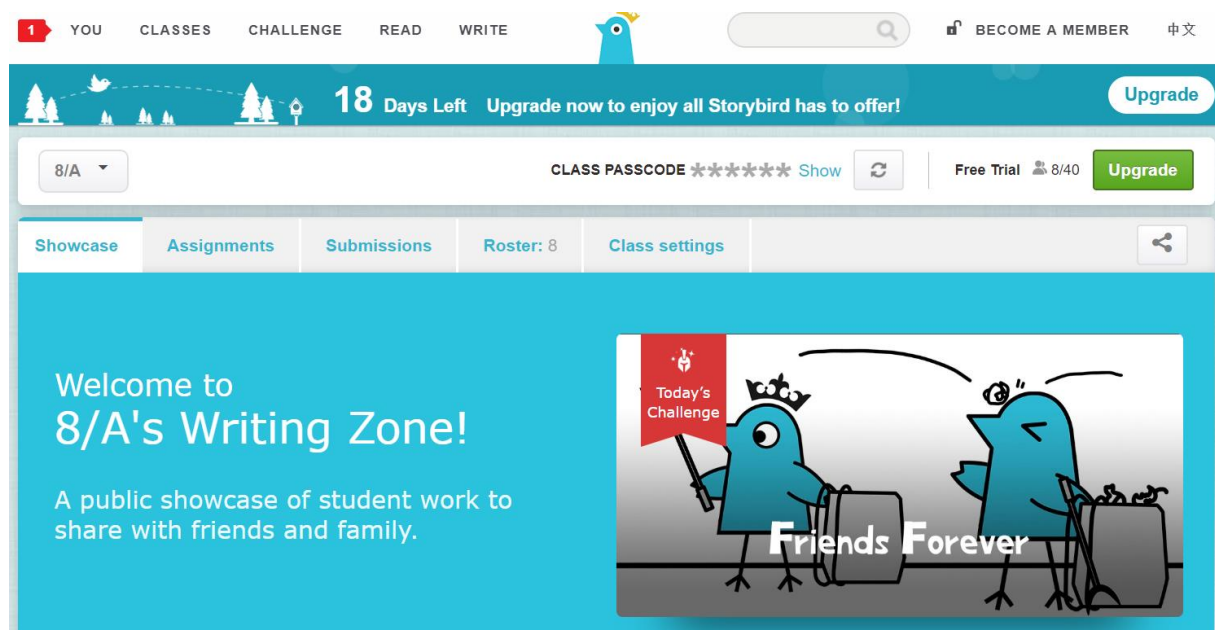 1 YOU CLASSES CHALLENGE READ WRITE BECOME A MEMBER 中文
18 Days Left Upgrade now to enjoy all Storybird has to offer! Upgrade
8/A CLASS PASSCODE ****** Show Free Trial 8/40 Upgrade
Showcase Assignments Submissions Roster: 8 Class settings
Welcome to
8/A's Writing Zone!
A public showcase of student work to
share with friends and family.
Today's
Challenge
Friends Forever